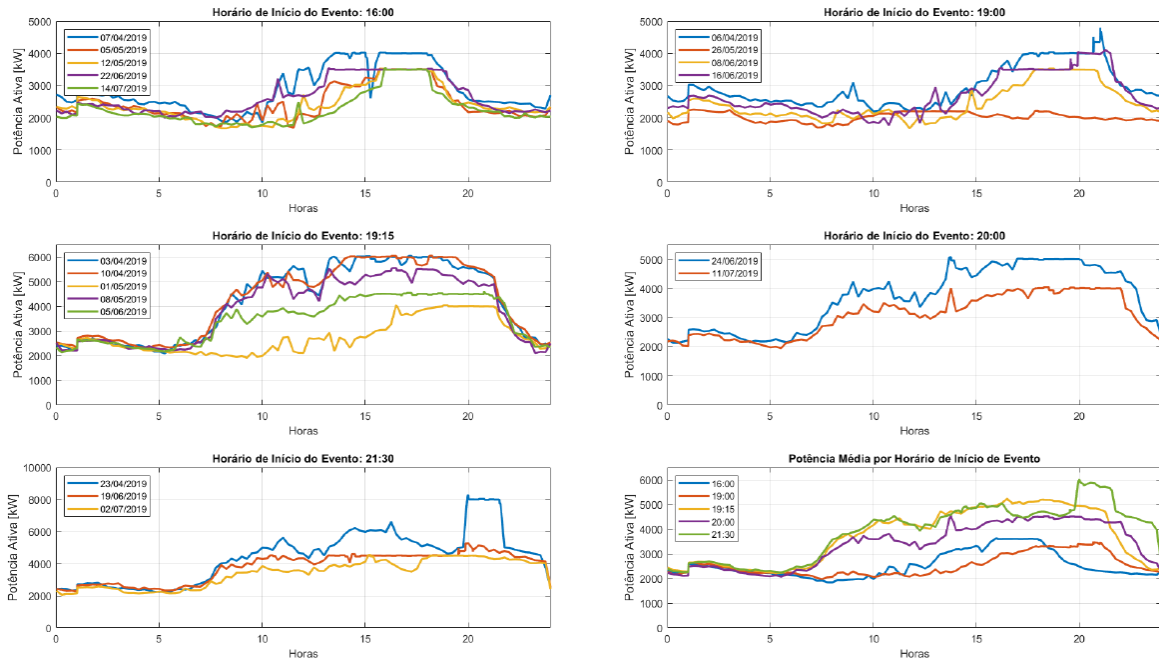 Horário de Início do Evento: 16:00
Potência Ativa [kW]
5000
4000
3000
2000
1000
0
07/04/2019
05/05/2019
12/05/2019
22/06/2019
14/07/2019
0 5 10 15 20
Horas
Horário de Início do Evento: 19:00
Potência Ativa [kW]
5000
4000
3000
2000
1000
0
06/04/2019
26/05/2019
08/06/2019
16/06/2019
0 5 10 15 20
Horas
Horário de Início do Evento: 19:15
Potência Ativa [kW]
6000
5000
4000
3000
2000
1000
0
03/04/2019
10/04/2019
01/05/2019
08/05/2019
05/06/2019
0 5 10 15 20
Horas
Horário de Início do Evento: 20:00
Potência Ativa [kW]
5000
4000
3000
2000
1000
0
24/06/2019
11/07/2019
0 5 10 15 20
Horas
Horário de Início do Evento: 21:30
Potência Ativa [kW]
10000
8000
6000
4000
2000
0
23/04/2019
19/06/2019
02/07/2019
0 5 10 15 20
Horas
Potência Média por Horário de Início de Evento
Potência Ativa [kW]
6000
5000
4000
3000
2000
1000
0
16:00
19:00
19:15
20:00
21:30
0 5 10 15 20
Horas